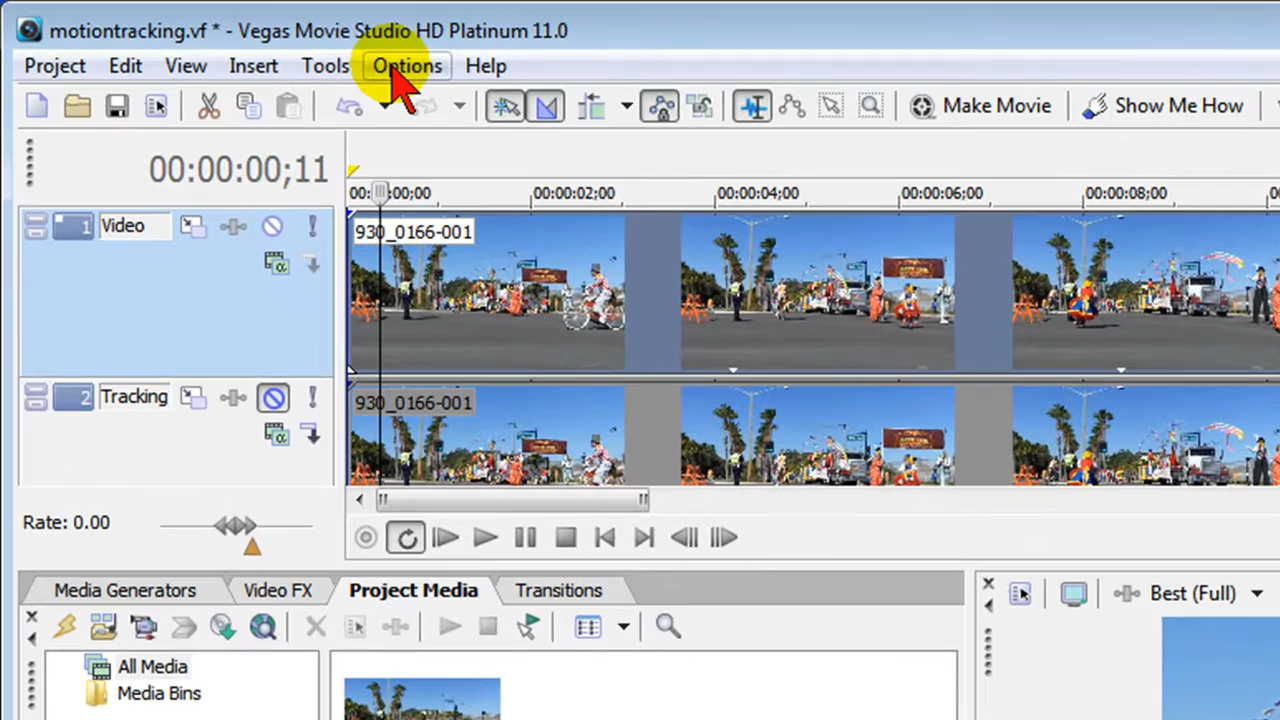 motiontracking.vf * - Vegas Movie Studio HD Platinum 11.0
Project Edit View Insert Tools Options Help
Make Movie Show Me How
00:00:00;11
00:00:00;00 00:00:02;00 00:00:04;00 00:00:06;00 00:00:08;00
1 Video
930_0166-001
2 Tracking
930_0166-001
Rate: 0.00
Media Generators Video FX Project Media Transitions
Best (Full)
All Media
Media Bins